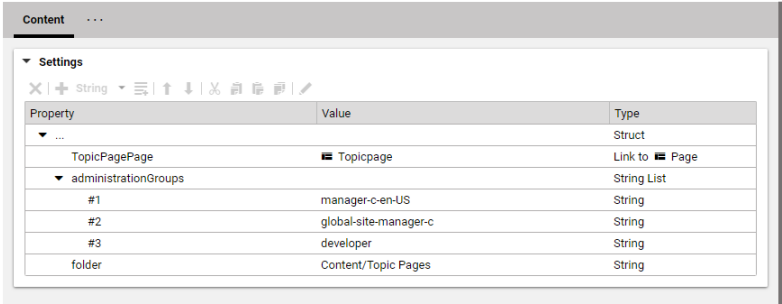 Content ...
Settings
String
Property Value Type
... Struct
TopicPagePage Topicpage Link to Page
administrationGroups String List
#1 manager-c-en-US String
#2 global-site-manager-c String
#3 developer String
folder Content/Topic Pages String